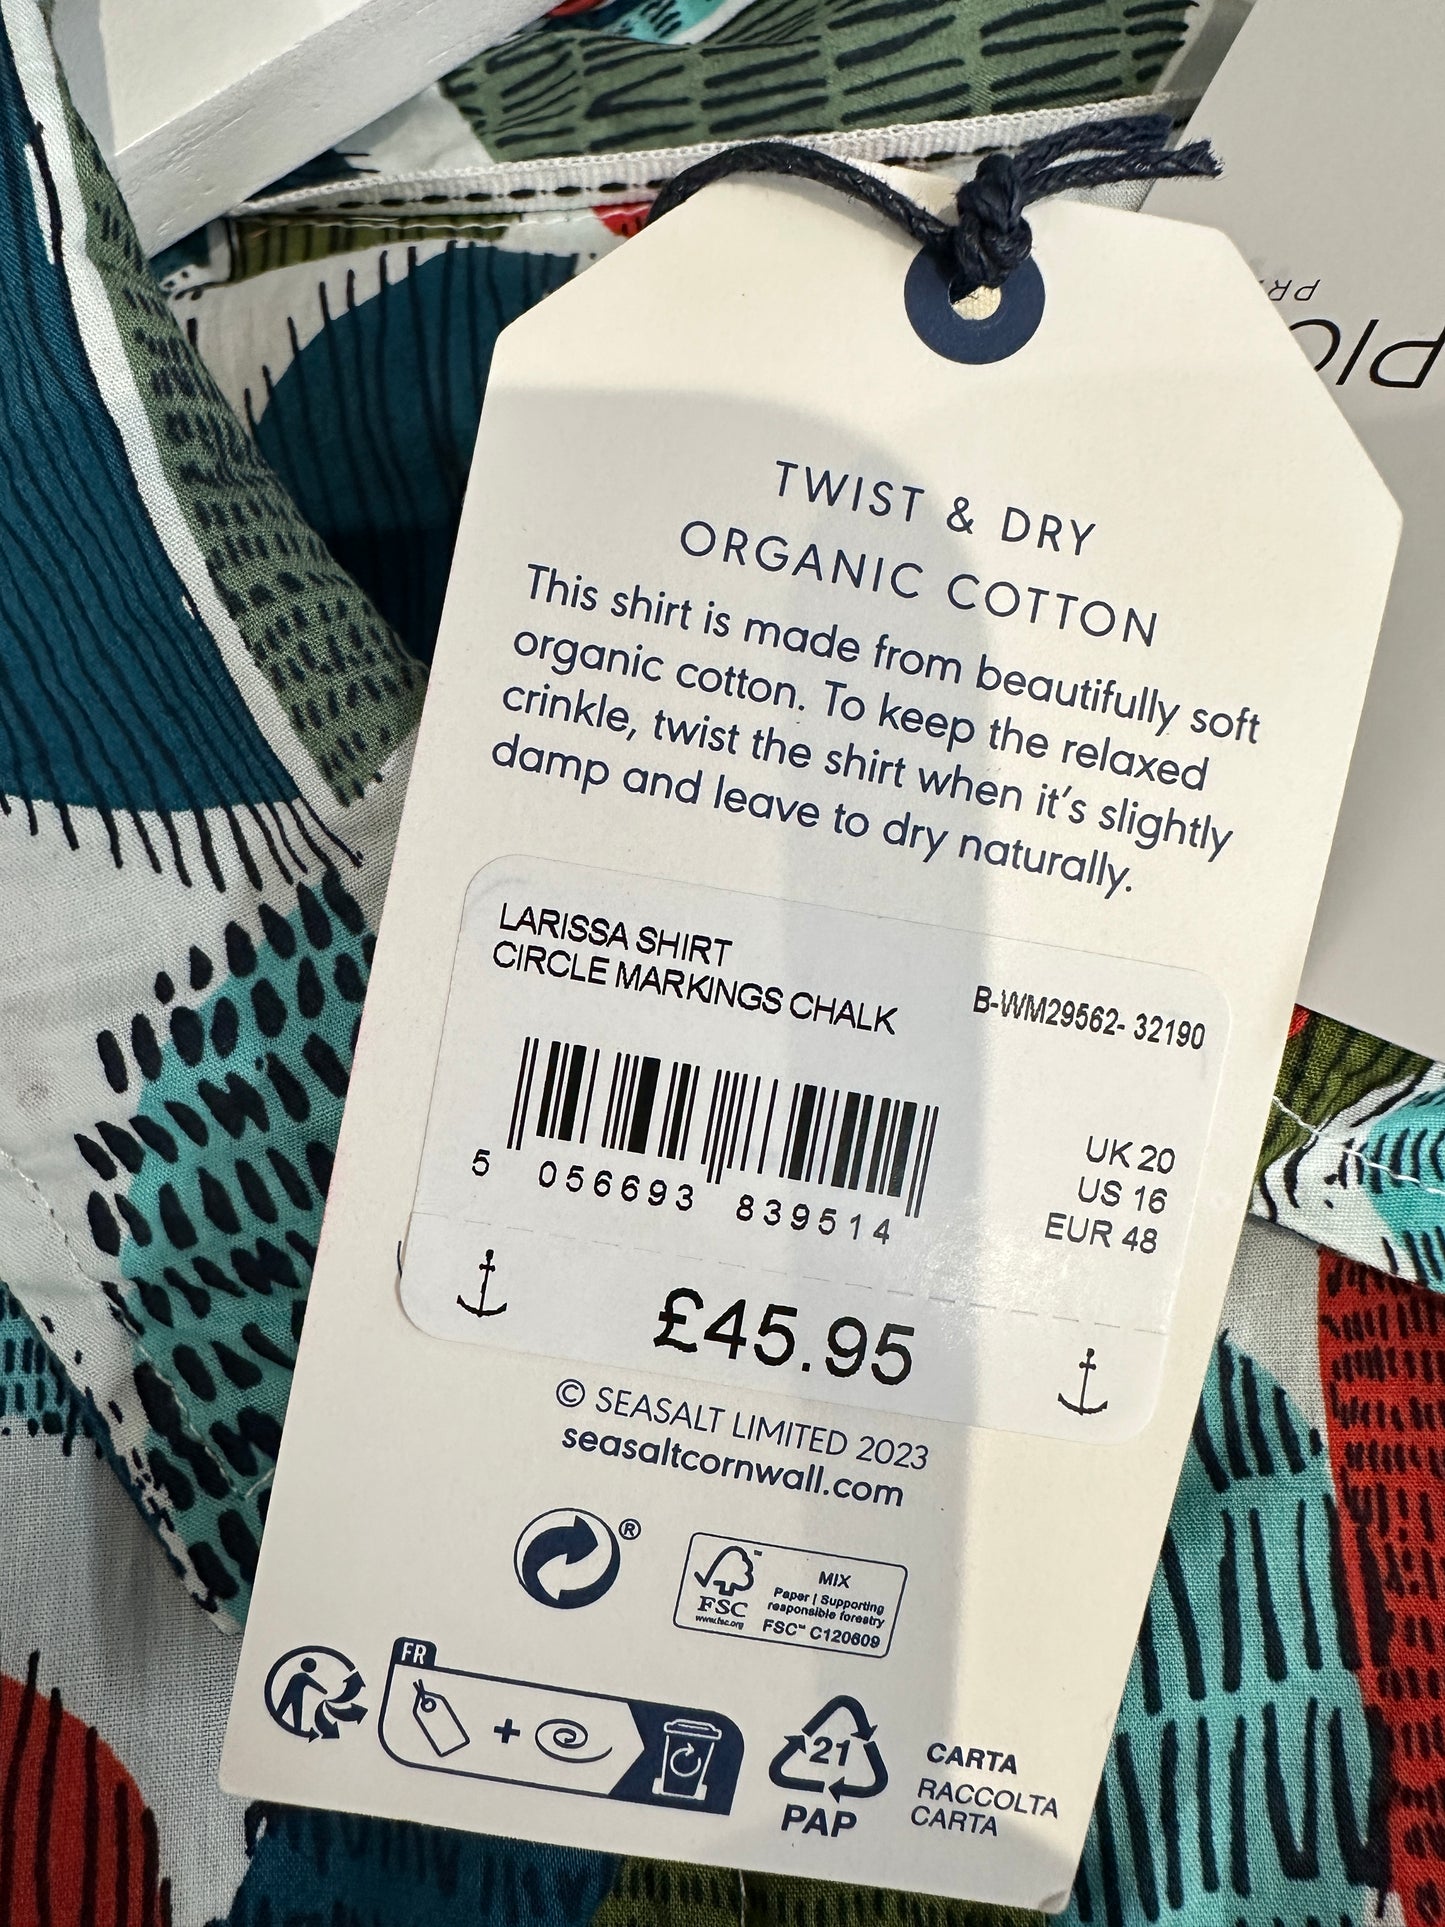 TWIST & DRY
ORGANIC COTTON
This shirt is made from beautifully soft
organic cotton. To keep the relaxed
crinkle, twist the shirt when it's slightly
damp and leave to dry naturally.
LARISSA SHIRT
CIRCLE MARKINGS CHALK
B-WM29562- 32190
5 056693 839514
UK 20
US 16
EUR 48
£45.95
© SEASALT LIMITED 2023
seasaltcornwall.com
®
FSC
www.fsc.org
MIX
Paper | Supporting
responsible forestry
FSC™ C120609
FR
+
21
PAP
CARTA
RACCOLTA
CARTA